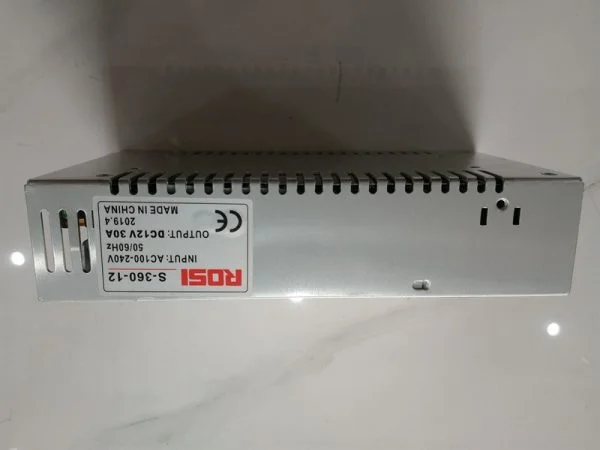 ROSI
S-360-12
INPUT: AC100-240V
50/60Hz
OUTPUT: DC12V 30A
2019.4
MADE IN CHINA
CE